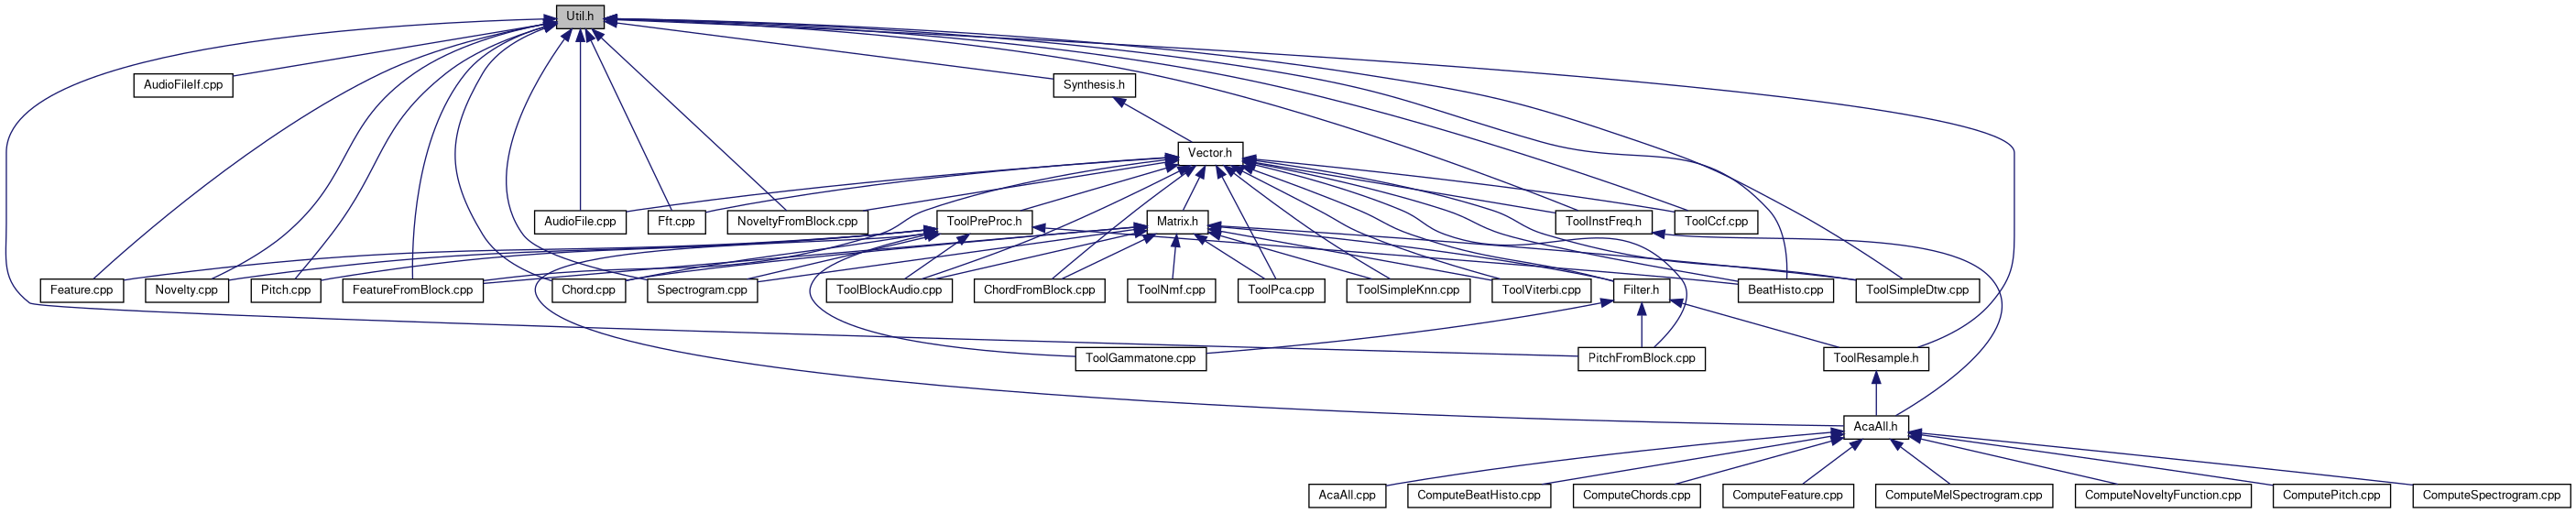 Util.h
AudioFileIf.cpp
Synthesis.h
Vector.h
AudioFile.cpp
Fft.cpp
NoveltyFromBlock.cpp
ToolPreProc.h
Matrix.h
ToolInstFreq.h
ToolCcf.cpp
Feature.cpp
Novelty.cpp
Pitch.cpp
FeatureFromBlock.cpp
Chord.cpp
Spectrogram.cpp
ToolBlockAudio.cpp
ChordFromBlock.cpp
ToolNmf.cpp
ToolPca.cpp
ToolSimpleKnn.cpp
ToolViterbi.cpp
Filter.h
BeatHisto.cpp
ToolSimpleDtw.cpp
ToolGammatone.cpp
PitchFromBlock.cpp
ToolResample.h
AcaAll.h
AcaAll.cpp
ComputeBeatHisto.cpp
ComputeChords.cpp
ComputeFeature.cpp
ComputeMelSpectrogram.cpp
ComputeNoveltyFunction.cpp
ComputePitch.cpp
ComputeSpectrogram.cpp